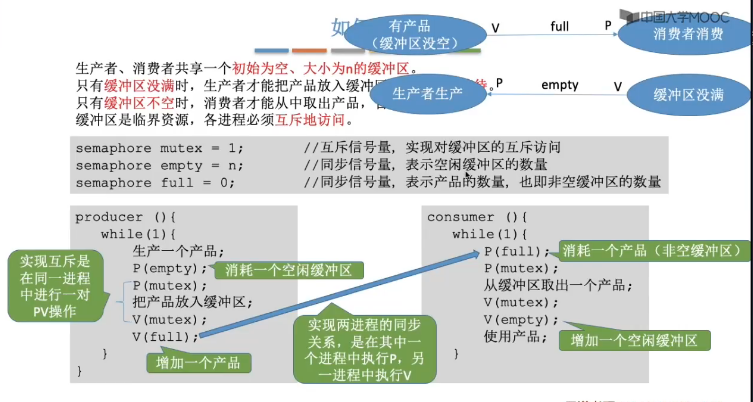 如何
有产品
（缓冲区没空）
V
full
P
中国大学MOOC
消费者消费
生产者生产
P
empty
V
缓冲区没满
生产者、消费者共享一个初始为空、大小为n的缓冲区。
只有缓冲区没满时，生产者才能把产品放入缓冲区
待。
只有缓冲区不空时，消费者才能从中取出产品，
缓冲区是临界资源，各进程必须互斥地访问。
semaphore mutex = 1; //互斥信号量，实现对缓冲区的互斥访问
semaphore empty = n; //同步信号量，表示空闲缓冲区的数量
semaphore full = 0; //同步信号量，表示产品的数量，也即非空缓冲区的数量
producer (){
while(1){
生产一个产品;
P(empty);
消耗一个空闲缓冲区
P(mutex);
把产品放入缓冲区;
V(mutex);
V(full);
增加一个产品
}
}
实现互斥是
在同一进程
中进行一对
PV操作
实现两进程的同步
关系，是在其中一
个进程中执行P，另
一进程中执行V
consumer (){
while(1){
P(full);
消耗一个产品（非空缓冲区）
P(mutex);
从缓冲区取出一个产品;
V(mutex);
V(empty);
增加一个空闲缓冲区
使用产品;
}
}